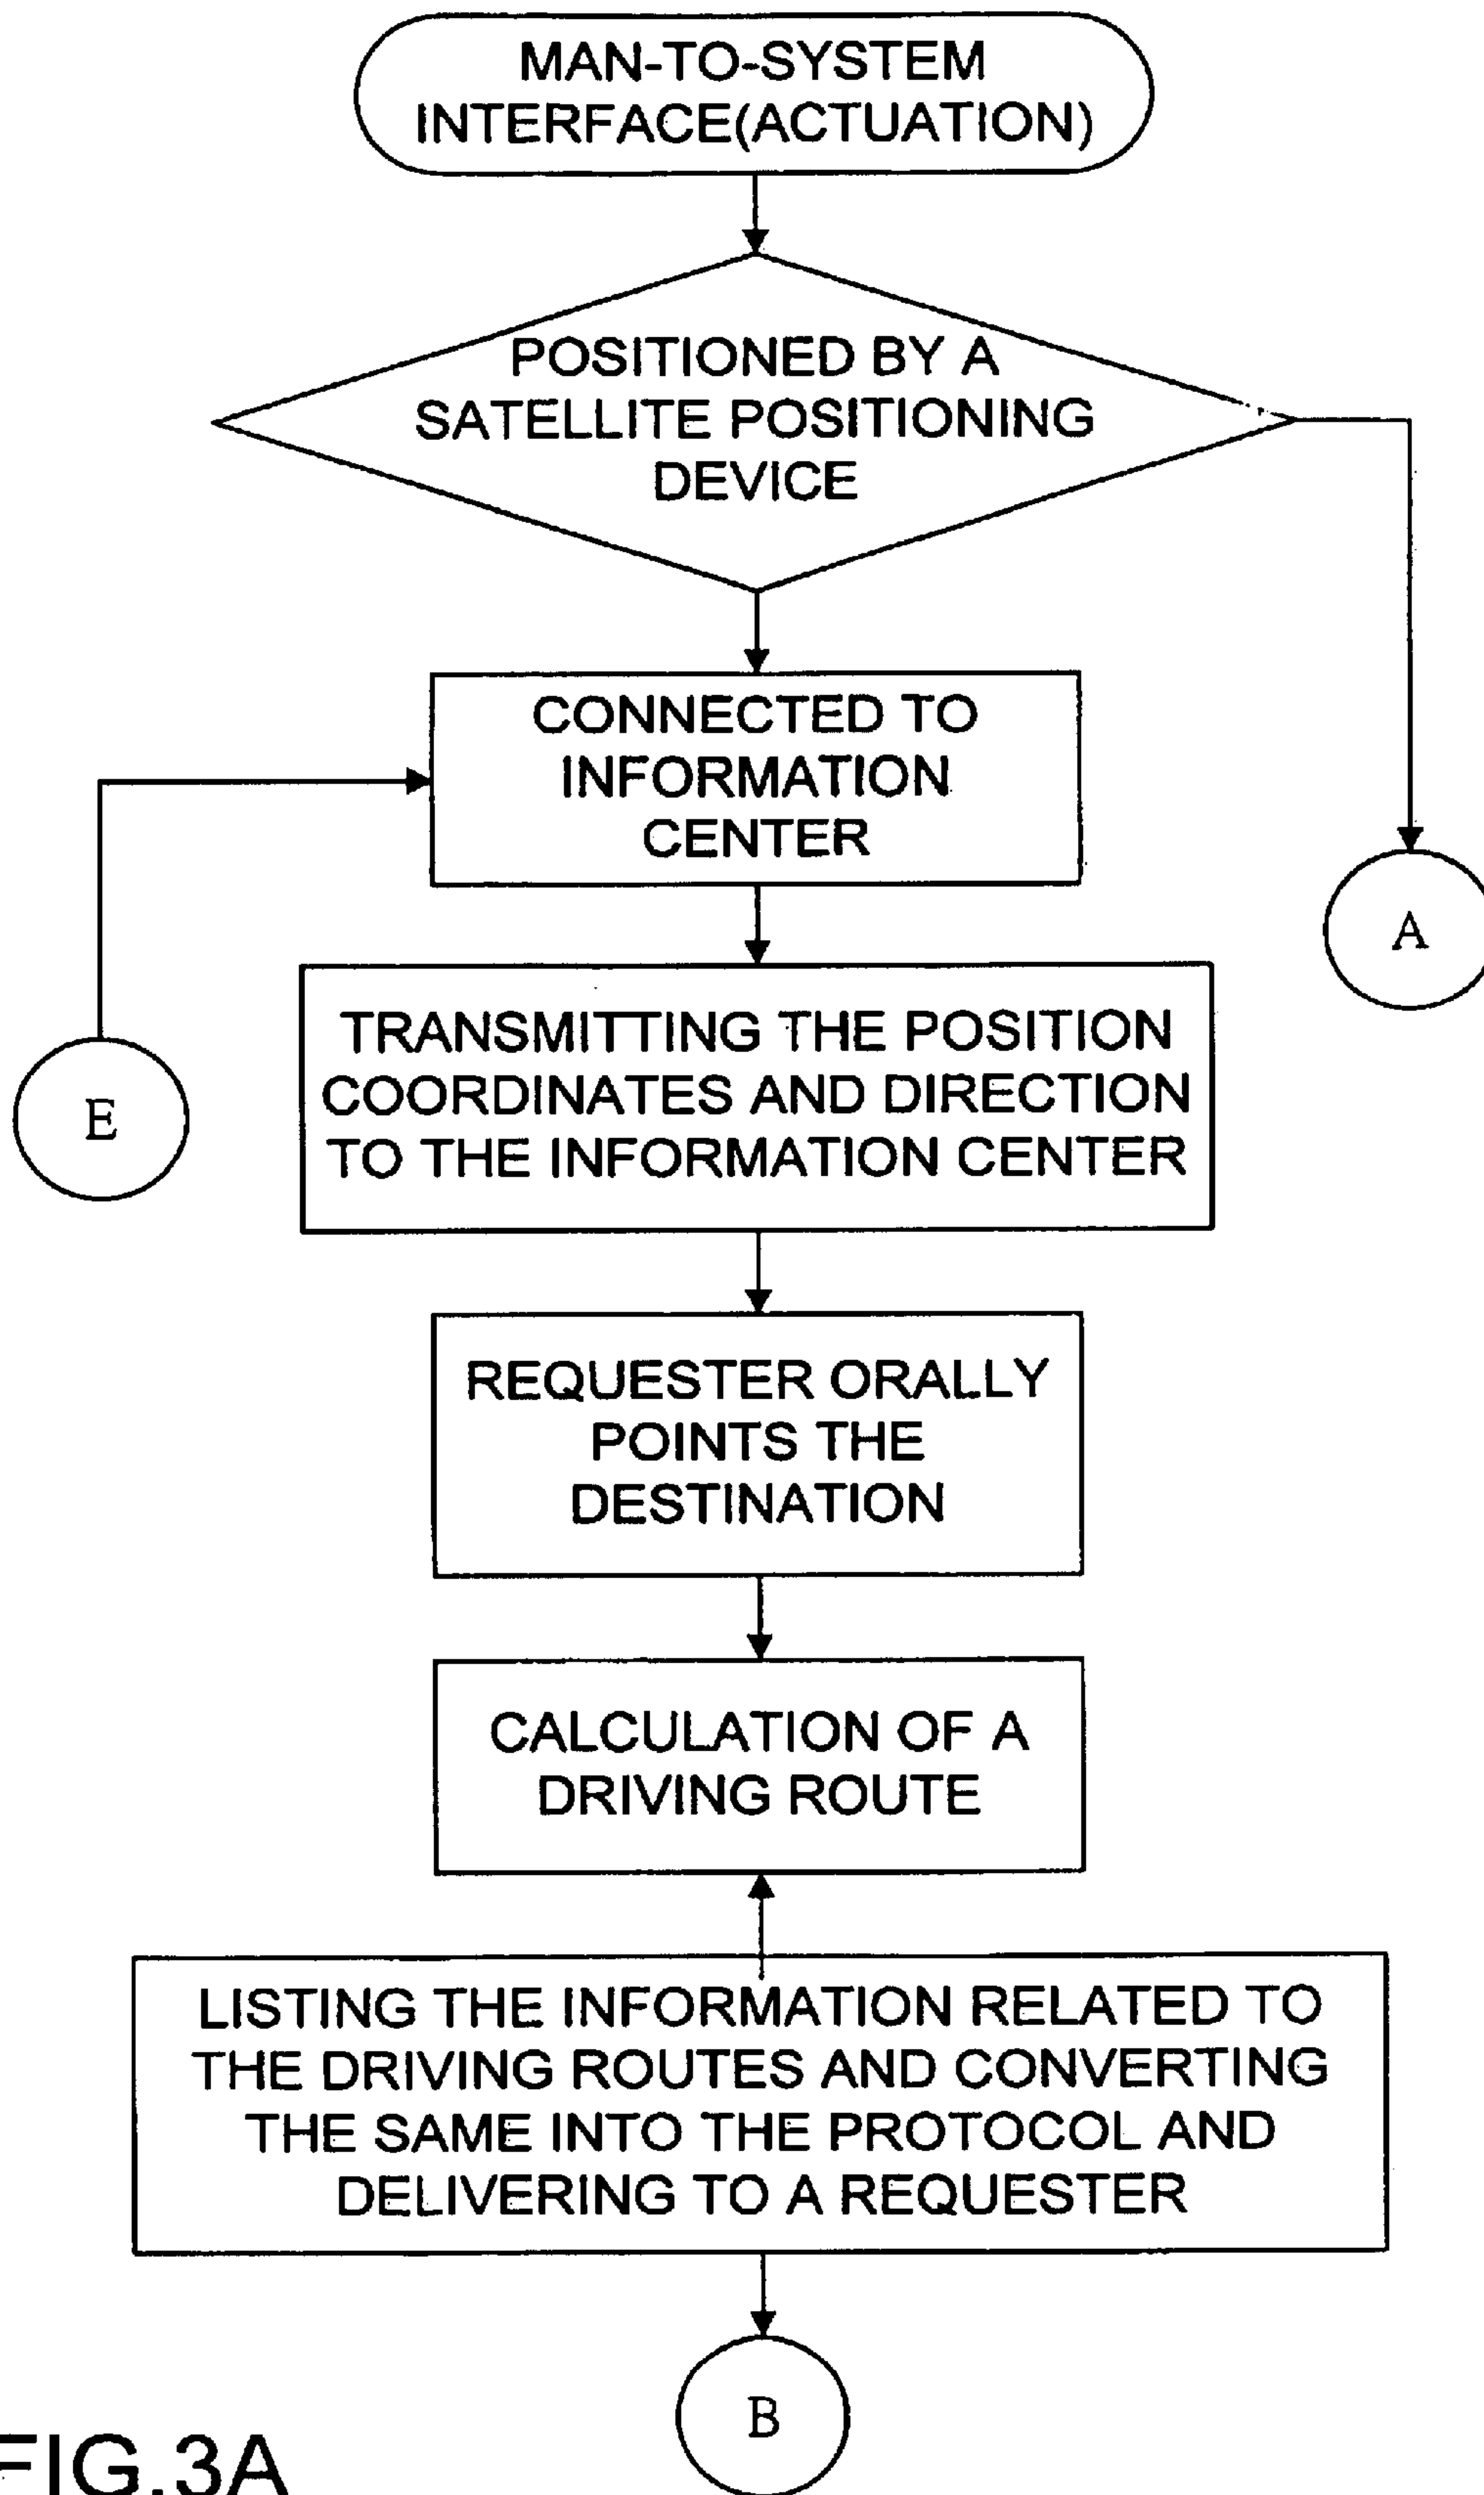 MAN-TO-SYSTEM
INTERFACE(ACTUATION)
POSITIONED BY A
SATELLITE POSITIONING
DEVICE
CONNECTED TO
INFORMATION
CENTER
A
TRANSMITTING THE POSITION
COORDINATES AND DIRECTION
TO THE INFORMATION CENTER
E
REQUESTER ORALLY
POINTS THE
DESTINATION
CALCULATION OF A
DRIVING ROUTE
LISTING THE INFORMATION RELATED TO
THE DRIVING ROUTES AND CONVERTING
THE SAME INTO THE PROTOCOL AND
DELIVERING TO A REQUESTER
B
FIG.3A